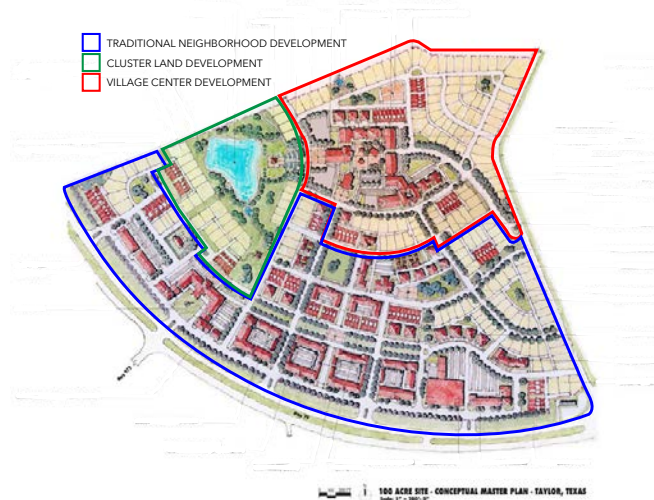 TRADITIONAL NEIGHBORHOOD DEVELOPMENT
CLUSTER LAND DEVELOPMENT
VILLAGE CENTER DEVELOPMENT
100 ACRE SITE - CONCEPTUAL MASTER PLAN - TAYLOR, TEXAS